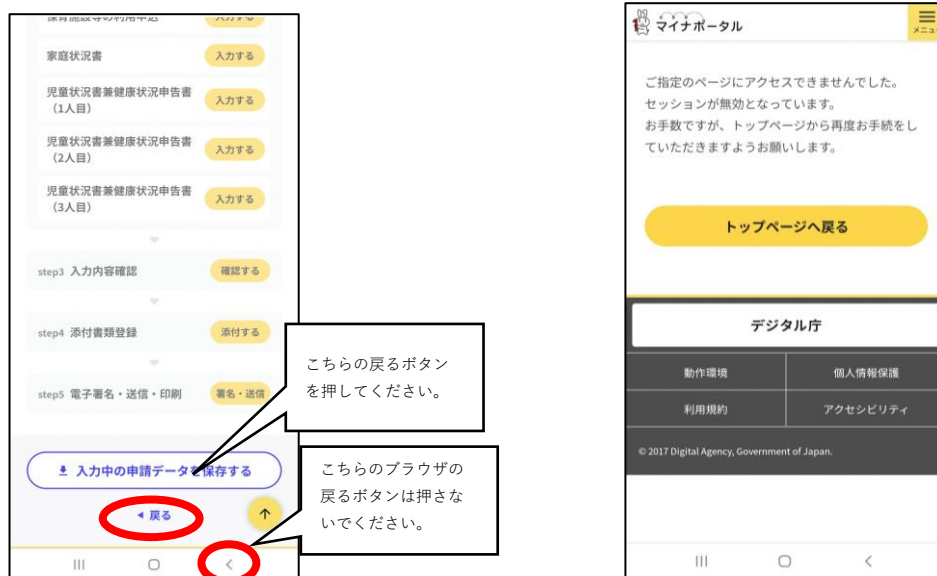 保育施設等の利用申込
入力する
家庭状況書
入力する
児童状況書兼健康状況申告書
（1人目）
入力する
児童状況書兼健康状況申告書
（2人目）
入力する
児童状況書兼健康状況申告書
（3人目）
入力する
step3 入力内容確認
確認する
step4 添付書類登録
添付する
step5 電子署名・送信・印刷
署名・送信
入力中の申請データを保存する
戻る
こちらの戻るボタン
を押してください。
こちらのブラウザの
戻るボタンは押さな
いでください。
マイナポータル
メニュ
ご指定のページにアクセスできませんでした。
セッションが無効となっています。
お手数ですが、トップページから再度お手続をし
ていただきますようお願いします。
トップページへ戻る
デジタル庁
動作環境
個人情報保護
利用規約
アクセシビリティ
© 2017 Digital Agency, Government of Japan.